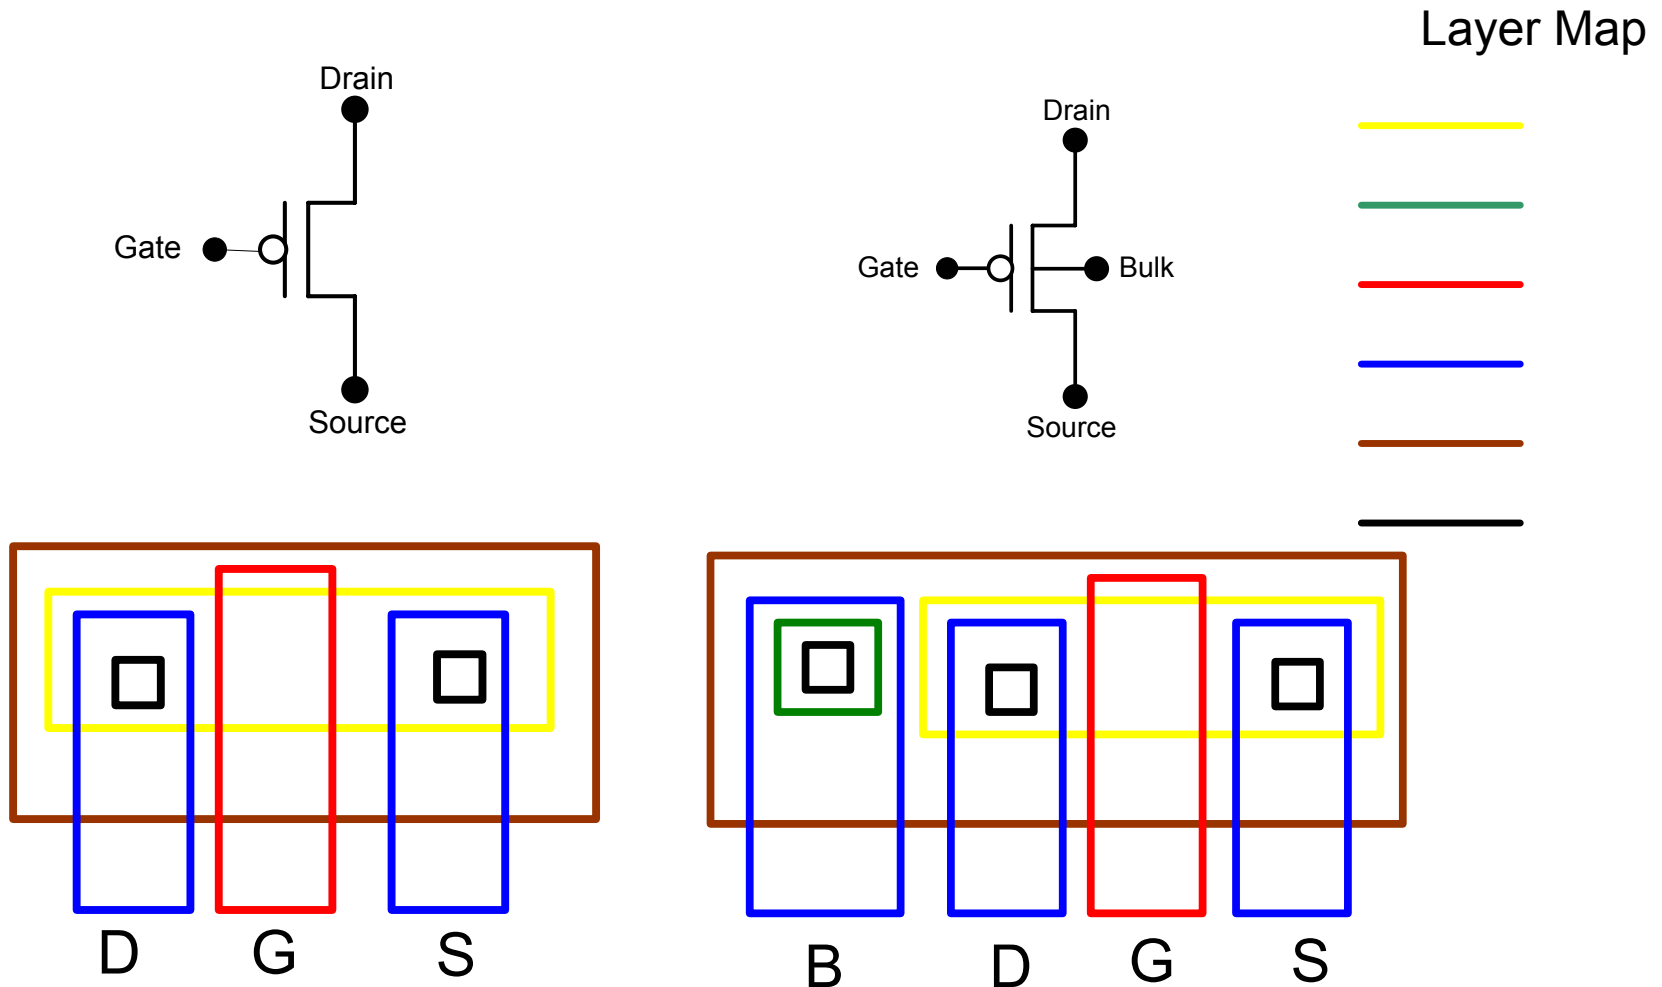 Layer Map
Drain
Gate
Source
Drain
Gate
Bulk
Source
D
G
S
B
D
G
S